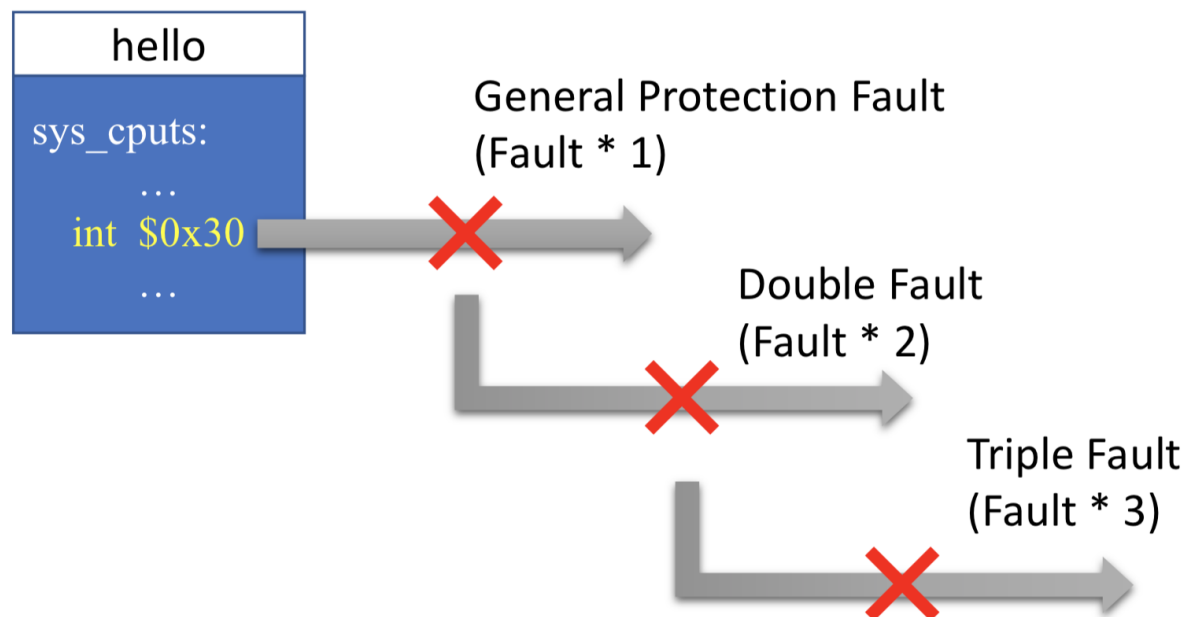 hello
sys_cputs:
…
int $0x30
…
General Protection Fault
(Fault * 1)
Double Fault
(Fault * 2)
Triple Fault
(Fault * 3)